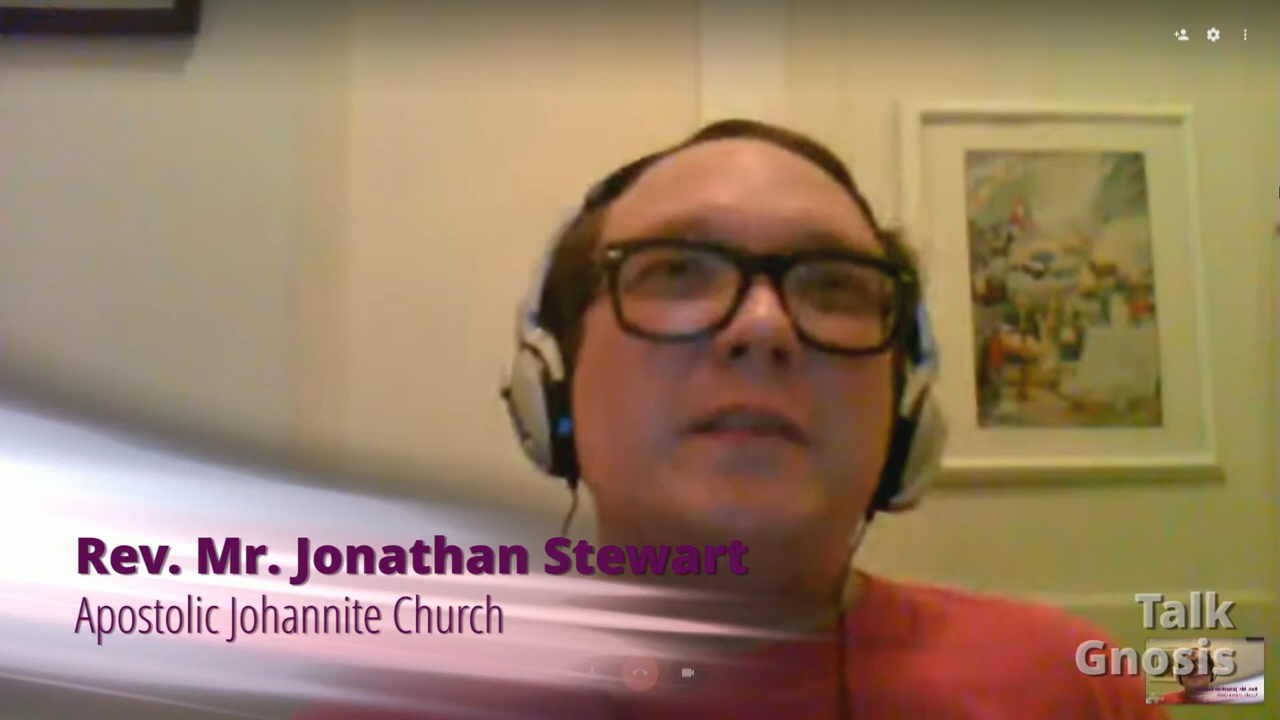 Rev. Mr. Jonathan Stewart
Apostolic Johannite Church
Talk
Gnosis